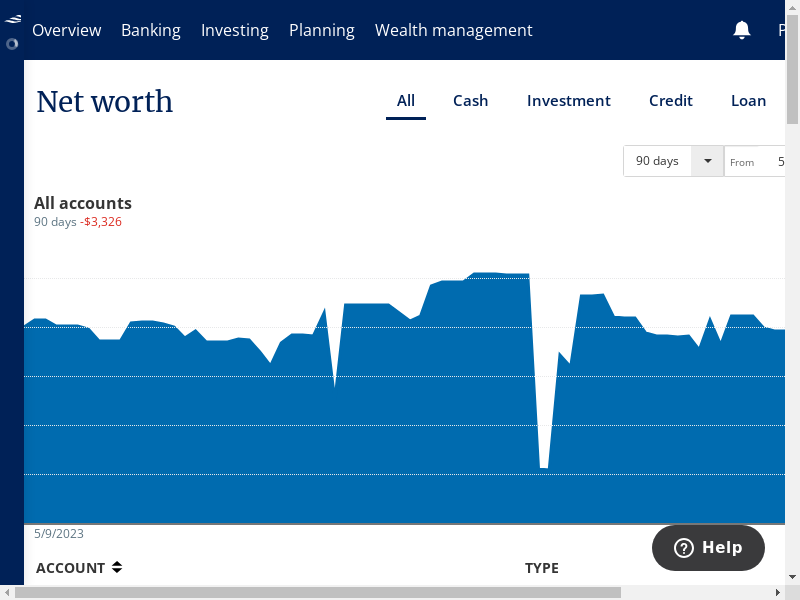 Overview Banking Investing Planning Wealth management
Net worth
All Cash Investment Credit Loan
90 days From 5
All accounts
90 days -$3,326
5/9/2023
Help
ACCOUNT TYPE